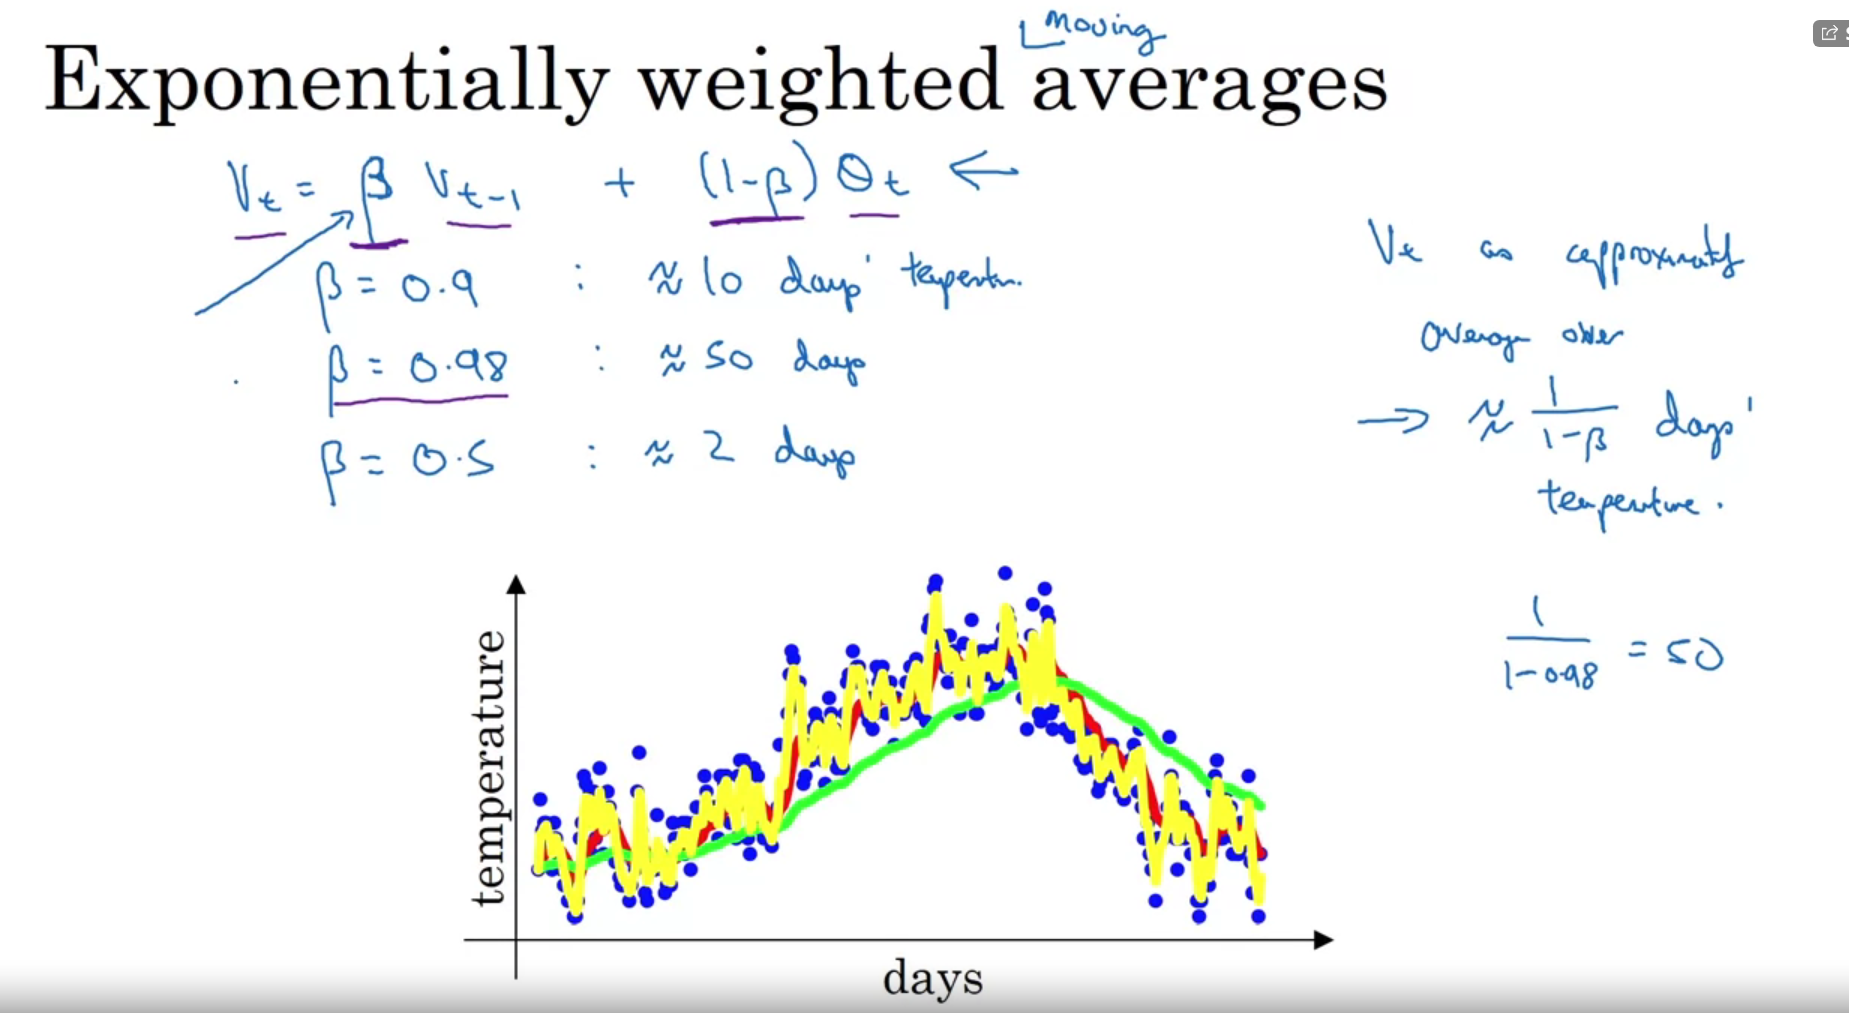 Moving
Exponentially weighted averages
Vt = β Vt-1 + (1-β) θt ←
β = 0.9 : ≈ 10 days' temperature.
β = 0.98 : ≈ 50 days
β = 0.5 : ≈ 2 days
Vt as approximately
average over
→ ≈ 1/(1-β) days'
temperature.
1/(1-0.98) = 50
temperature
days